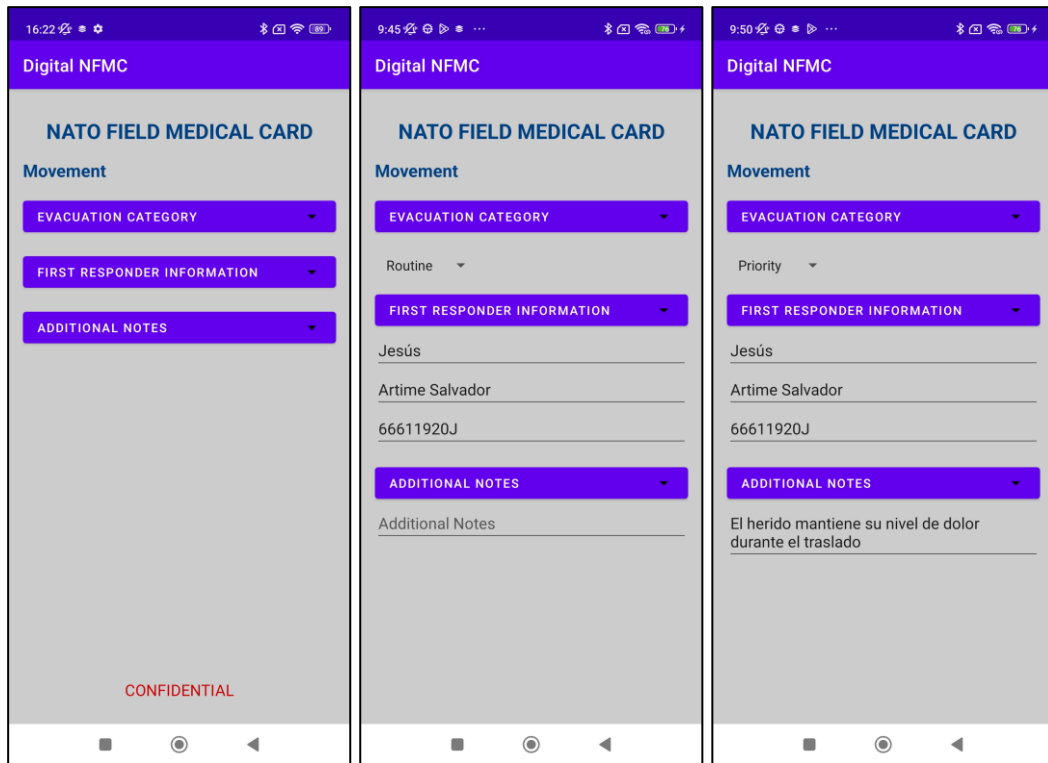 16:22
89
Digital NFMC
NATO FIELD MEDICAL CARD
Movement
EVACUATION CATEGORY
FIRST RESPONDER INFORMATION
ADDITIONAL NOTES
CONFIDENTIAL
9:45
76
Digital NFMC
NATO FIELD MEDICAL CARD
Movement
EVACUATION CATEGORY
Routine
FIRST RESPONDER INFORMATION
Jesús
Artime Salvador
66611920J
ADDITIONAL NOTES
Additional Notes
9:50
76
Digital NFMC
NATO FIELD MEDICAL CARD
Movement
EVACUATION CATEGORY
Priority
FIRST RESPONDER INFORMATION
Jesús
Artime Salvador
66611920J
ADDITIONAL NOTES
El herido mantiene su nivel de dolor
durante el traslado